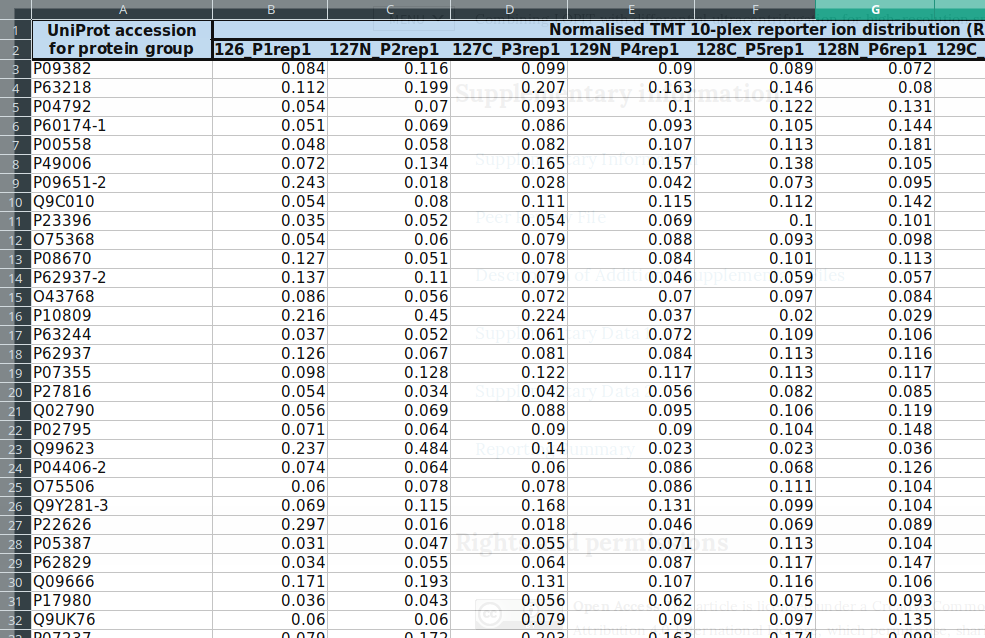 A B C D E F G
1 UniProt accession Normalised TMT 10-plex reporter ion distribution (R
2 for protein group 126_P1rep1 127N_P2rep1 127C_P3rep1 129N_P4rep1 128C_P5rep1 128N_P6rep1 129C_
3 P09382 0.084 0.116 0.099 0.09 0.089 0.072
4 P63218 0.112 0.199 0.207 0.163 0.146 0.08
5 P04792 0.054 0.07 0.093 0.1 0.122 0.131
6 P60174-1 0.051 0.069 0.086 0.093 0.105 0.144
7 P00558 0.048 0.058 0.082 0.107 0.113 0.181
8 P49006 0.072 0.134 0.165 0.157 0.138 0.105
9 P09651-2 0.243 0.018 0.028 0.042 0.073 0.095
10 Q9C010 0.054 0.08 0.111 0.115 0.112 0.142
11 P23396 0.035 0.052 0.054 0.069 0.1 0.101
12 O75368 0.054 0.06 0.079 0.088 0.093 0.098
13 P08670 0.127 0.051 0.078 0.084 0.101 0.113
14 P62937-2 0.137 0.11 0.079 0.046 0.059 0.057
15 O43768 0.086 0.056 0.072 0.07 0.097 0.084
16 P10809 0.216 0.45 0.224 0.037 0.02 0.029
17 P63244 0.037 0.052 0.061 0.072 0.109 0.106
18 P62937 0.126 0.067 0.081 0.084 0.113 0.116
19 P07355 0.098 0.128 0.122 0.117 0.113 0.117
20 P27816 0.054 0.034 0.042 0.056 0.082 0.085
21 Q02790 0.056 0.069 0.088 0.095 0.106 0.119
22 P02795 0.071 0.064 0.09 0.09 0.104 0.148
23 Q99623 0.237 0.484 0.14 0.023 0.023 0.036
24 P04406-2 0.074 0.064 0.06 0.086 0.068 0.126
25 O75506 0.06 0.078 0.078 0.086 0.111 0.104
26 Q9Y281-3 0.069 0.115 0.168 0.131 0.099 0.104
27 P22626 0.297 0.016 0.018 0.046 0.069 0.089
28 P05387 0.031 0.047 0.055 0.071 0.113 0.104
29 P62829 0.034 0.055 0.064 0.087 0.117 0.147
30 Q09666 0.171 0.193 0.131 0.107 0.116 0.106
31 P17980 0.036 0.043 0.056 0.062 0.075 0.093
32 Q9UK76 0.06 0.06 0.079 0.09 0.097 0.135